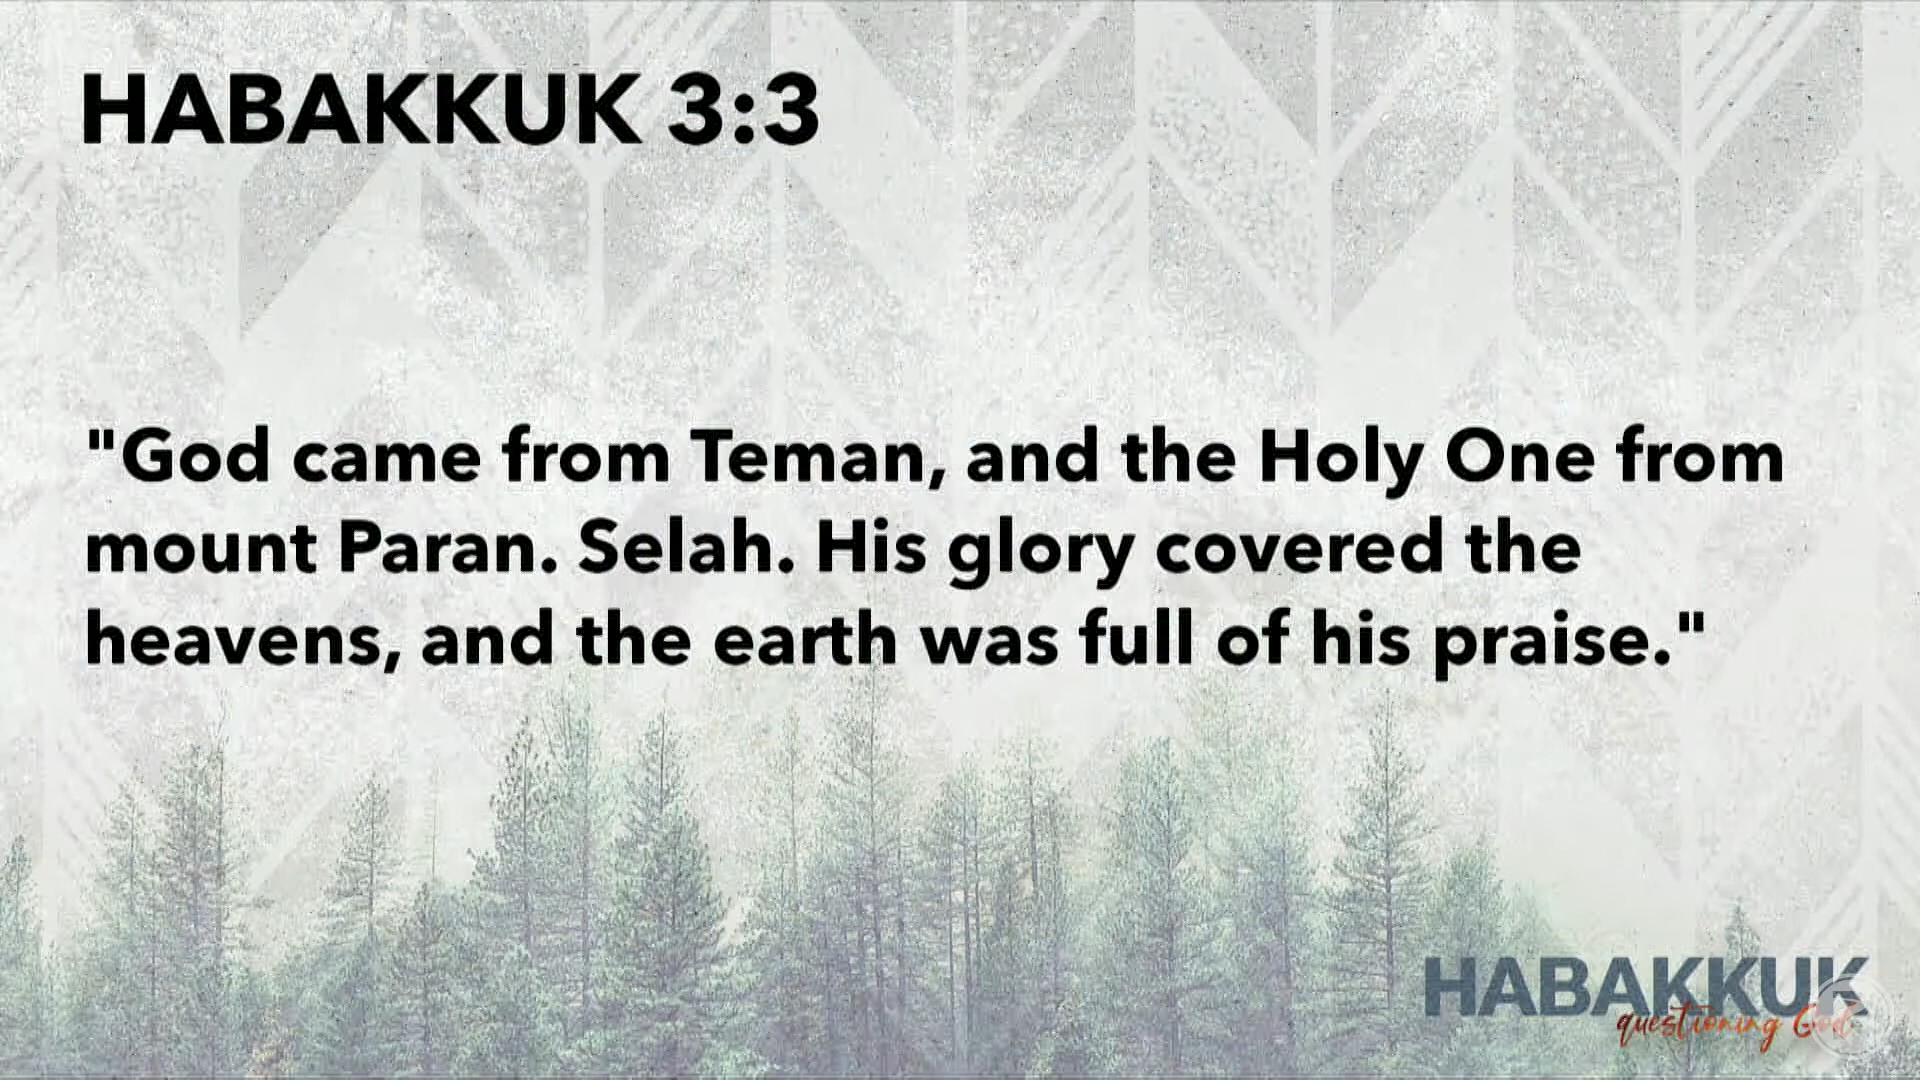 HABAKKUK 3:3
"God came from Teman, and the Holy One from
mount Paran. Selah. His glory covered the
heavens, and the earth was full of his praise."
HABAKKUK
questioning God